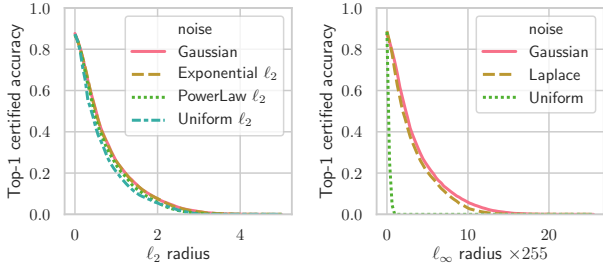 Top-1 certified accuracy
1.0
0.8
0.6
0.4
0.2
0.0
noise
Gaussian
Exponential ℓ₂
PowerLaw ℓ₂
Uniform ℓ₂
0
2
4
ℓ₂ radius
Top-1 certified accuracy
1.0
0.8
0.6
0.4
0.2
0.0
noise
Gaussian
Laplace
Uniform
0
10
20
ℓ∞ radius ×255